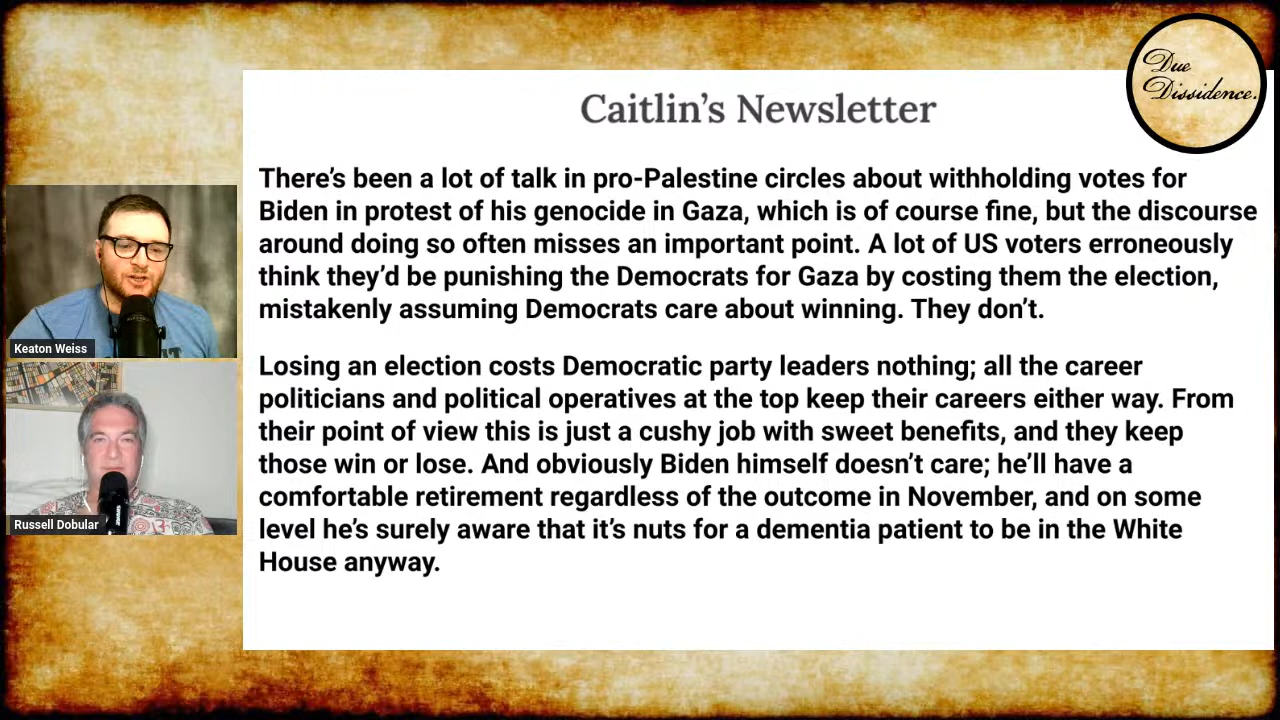 Due
Dissidence.
Caitlin’s Newsletter
There’s been a lot of talk in pro-Palestine circles about withholding votes for
Biden in protest of his genocide in Gaza, which is of course fine, but the discourse
around doing so often misses an important point. A lot of US voters erroneously
think they’d be punishing the Democrats for Gaza by costing them the election,
mistakenly assuming Democrats care about winning. They don’t.
Losing an election costs Democratic party leaders nothing; all the career
politicians and political operatives at the top keep their careers either way. From
their point of view this is just a cushy job with sweet benefits, and they keep
those win or lose. And obviously Biden himself doesn’t care; he’ll have a
comfortable retirement regardless of the outcome in November, and on some
level he’s surely aware that it’s nuts for a dementia patient to be in the White
House anyway.
Keaton Weiss
Russell Dobular